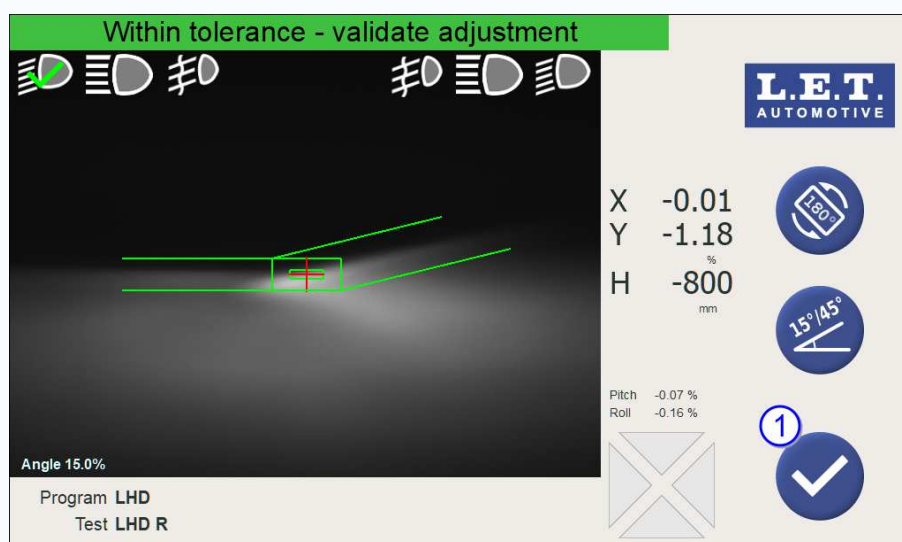 Within tolerance - validate adjustment
L.E.T.
AUTOMOTIVE
180°
X -0.01
Y -1.18
%
H -800
mm
15°/45°
Pitch -0.07 %
Roll -0.16 %
1
Angle 15.0%
Program LHD
Test LHD R